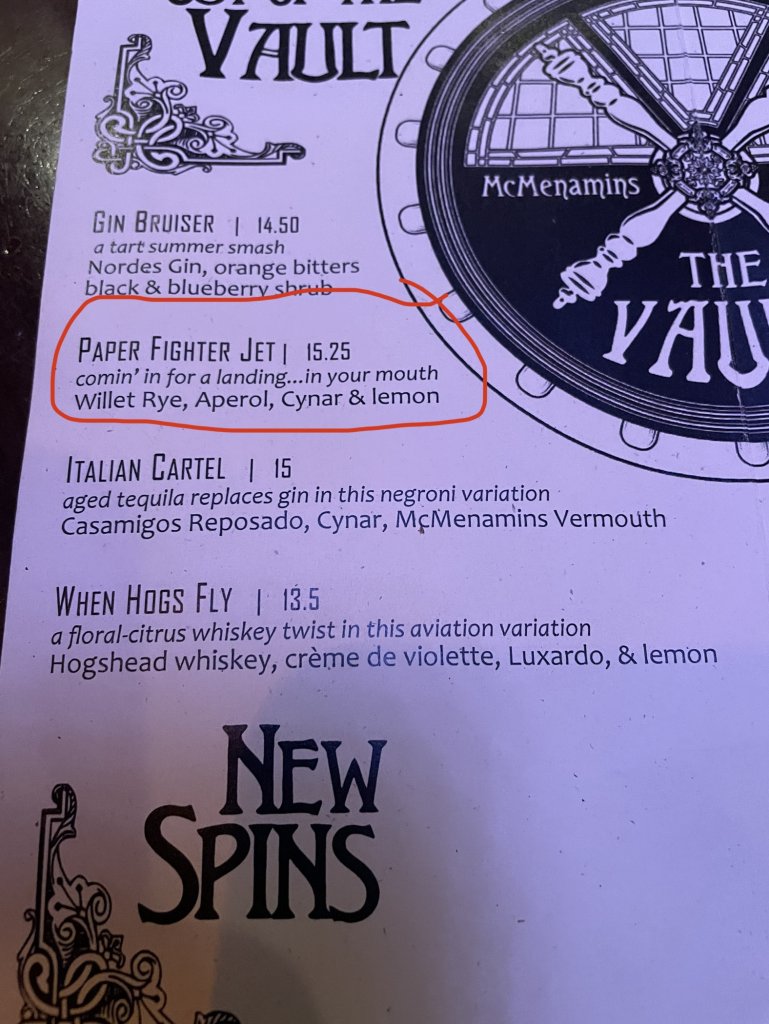 VAULT
McMenamins
THE
GIN BRUISER | 14.50
a tart summer smash
Nordes Gin, orange bitters
black & blueberry shrub
PAPER FIGHTER JET | 15.25
comin' in for a landing...in your mouth
Willet Rye, Aperol, Cynar & lemon
ITALIAN CARTEL | 15
aged tequila replaces gin in this negroni variation
Casamigos Reposado, Cynar, McMenamins Vermouth
WHEN HOGS FLY | 13.5
a floral-citrus whiskey twist in this aviation variation
Hogshead whiskey, crème de violette, Luxardo, & lemon
NEW
SPINS